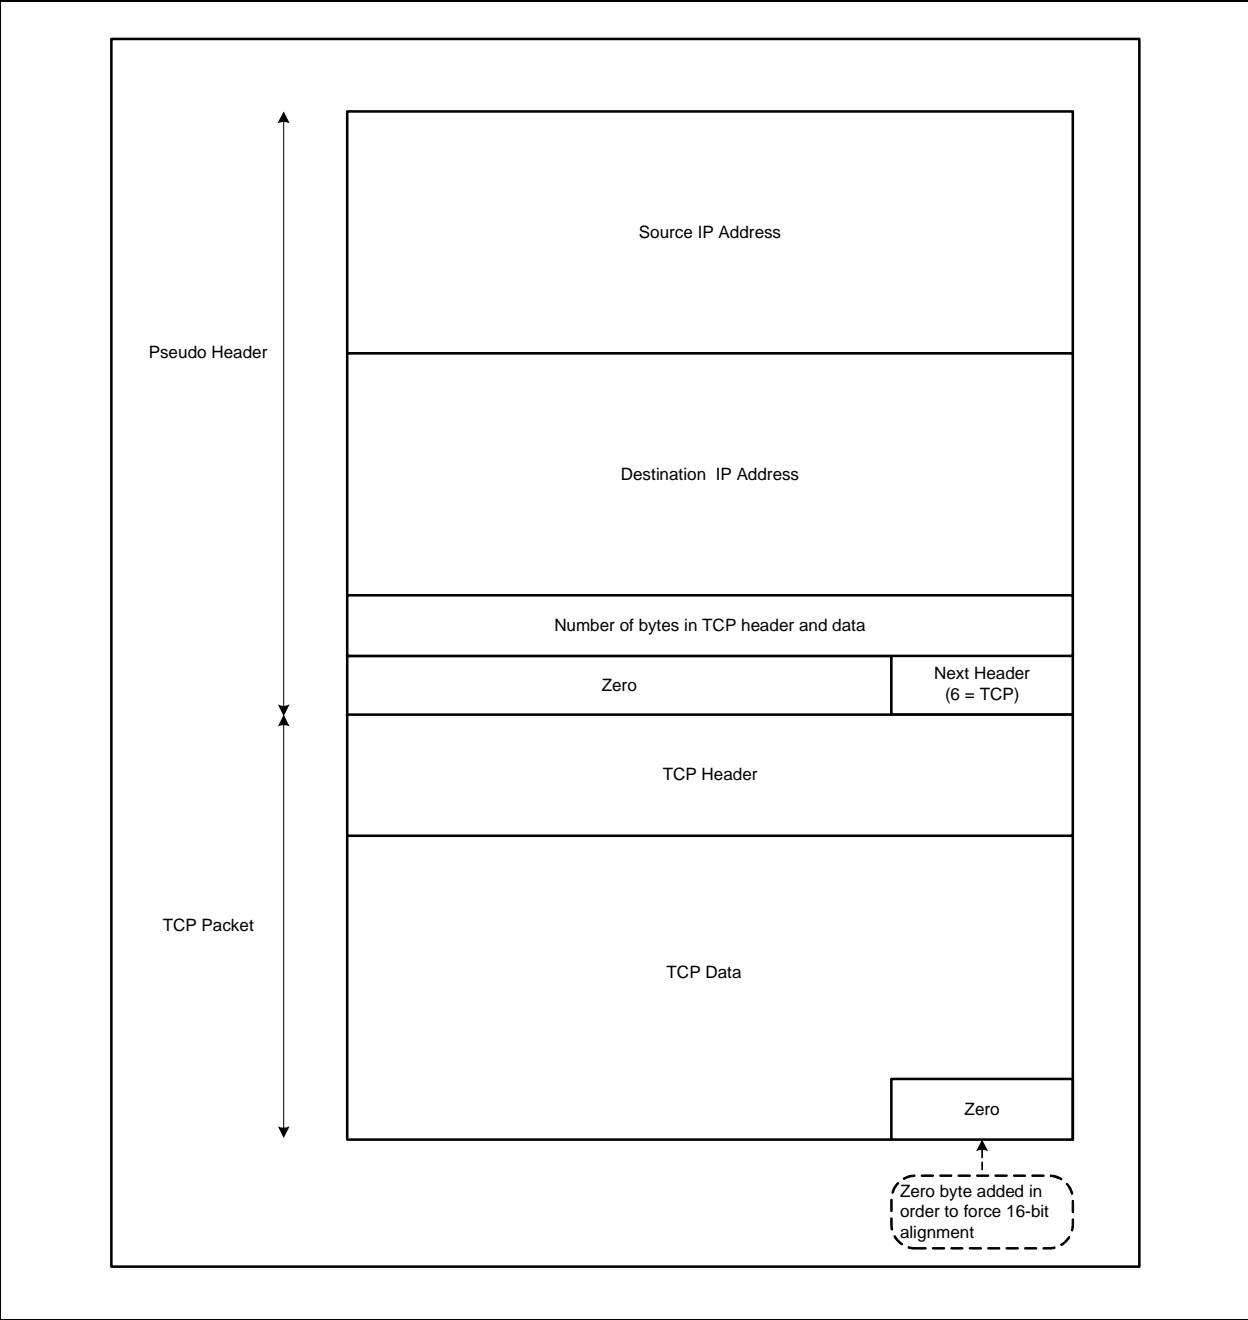 Source IP Address
Pseudo Header
Destination  IP Address
Number of bytes in TCP header and data
Zero
Next Header
(6 = TCP)
TCP Header
TCP Packet
TCP Data
Zero
Zero byte added in
order to force 16-bit
alignment